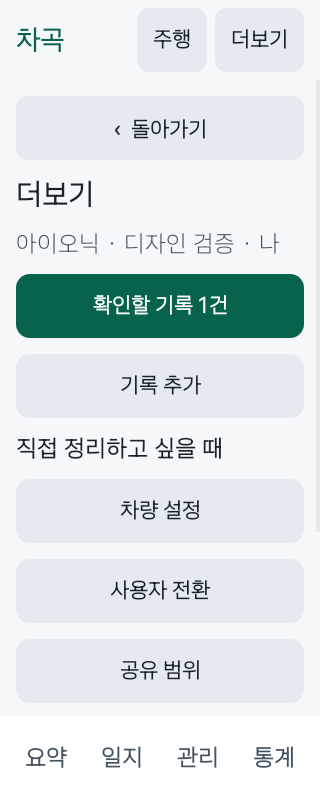 차곡
주행
더보기
‹ 돌아가기
더보기
아이오닉 · 디자인 검증 · 나
확인할 기록 1건
기록 추가
직접 정리하고 싶을 때
차량 설정
사용자 전환
공유 범위
요약
일지
관리
통계